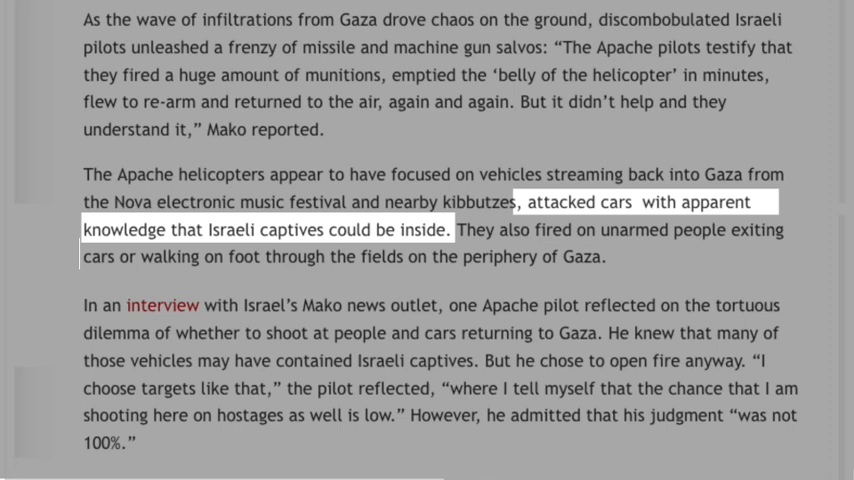 As the wave of infiltrations from Gaza drove chaos on the ground, discombobulated Israeli
pilots unleashed a frenzy of missile and machine gun salvos: “The Apache pilots testify that
they fired a huge amount of munitions, emptied the ‘belly of the helicopter’ in minutes,
flew to re-arm and returned to the air, again and again. But it didn’t help and they
understand it,” Mako reported.
The Apache helicopters appear to have focused on vehicles streaming back into Gaza from
the Nova electronic music festival and nearby kibbutzes, attacked cars with apparent
knowledge that Israeli captives could be inside. They also fired on unarmed people exiting
cars or walking on foot through the fields on the periphery of Gaza.
In an interview with Israel’s Mako news outlet, one Apache pilot reflected on the tortuous
dilemma of whether to shoot at people and cars returning to Gaza. He knew that many of
those vehicles may have contained Israeli captives. But he chose to open fire anyway. “I
choose targets like that,” the pilot reflected, “where I tell myself that the chance that I am
shooting here on hostages as well is low.” However, he admitted that his judgment “was not
100%.”